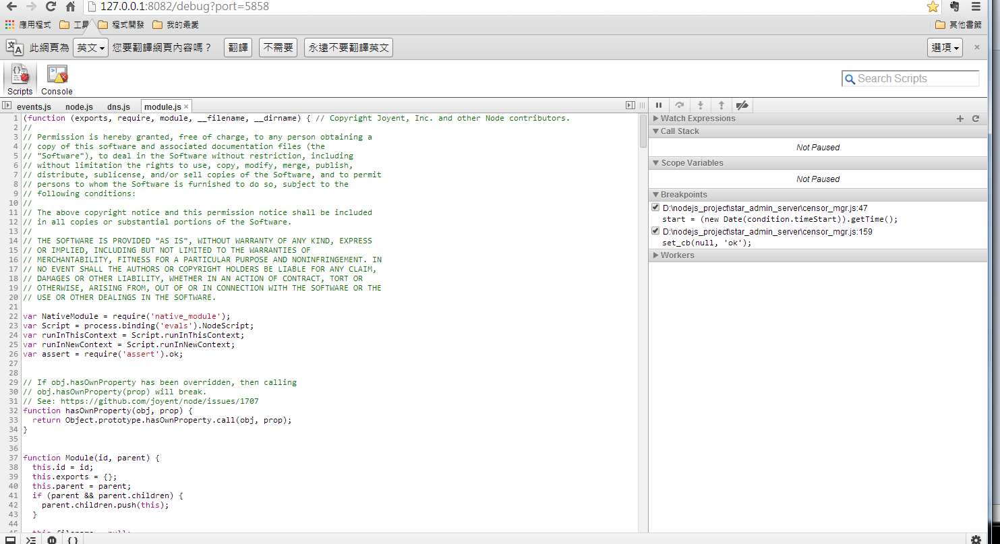 127.0.0.1:8082/debug?port=5858
應用程式 工具 程式開發 我的最愛 其他書籤
此網頁為 英文 您要翻譯網頁內容嗎？ 翻譯 不需要 永遠不要翻譯英文 選項 ×
Scripts Console Search Scripts
events.js node.js dns.js module.js ×
1 (function (exports, require, module, __filename, __dirname) { // Copyright Joyent, Inc. and other Node contributors.
2 //
3 // Permission is hereby granted, free of charge, to any person obtaining a
4 // copy of this software and associated documentation files (the
5 // "Software"), to deal in the Software without restriction, including
6 // without limitation the rights to use, copy, modify, merge, publish,
7 // distribute, sublicense, and/or sell copies of the Software, and to permit
8 // persons to whom the Software is furnished to do so, subject to the
9 // following conditions:
10 //
11 // The above copyright notice and this permission notice shall be included
12 // in all copies or substantial portions of the Software.
13 //
14 // THE SOFTWARE IS PROVIDED "AS IS", WITHOUT WARRANTY OF ANY KIND, EXPRESS
15 // OR IMPLIED, INCLUDING BUT NOT LIMITED TO THE WARRANTIES OF
16 // MERCHANTABILITY, FITNESS FOR A PARTICULAR PURPOSE AND NONINFRINGEMENT. IN
17 // NO EVENT SHALL THE AUTHORS OR COPYRIGHT HOLDERS BE LIABLE FOR ANY CLAIM,
18 // DAMAGES OR OTHER LIABILITY, WHETHER IN AN ACTION OF CONTRACT, TORT OR
19 // OTHERWISE, ARISING FROM, OUT OF OR IN CONNECTION WITH THE SOFTWARE OR THE
20 // USE OR OTHER DEALINGS IN THE SOFTWARE.
21
22 var NativeModule = require('native_module');
23 var Script = process.binding('evals').NodeScript;
24 var runInThisContext = Script.runInThisContext;
25 var runInNewContext = Script.runInNewContext;
26 var assert = require('assert').ok;
27
28
29 // If obj.hasOwnProperty has been overridden, then calling
30 // obj.hasOwnProperty(prop) will break.
31 // See: https://github.com/joyent/node/issues/1707
32 function hasOwnProperty(obj, prop) {
33   return Object.prototype.hasOwnProperty.call(obj, prop);
34 }
35
36
37 function Module(id, parent) {
38   this.id = id;
39   this.exports = {};
40   this.parent = parent;
41   if (parent && parent.children) {
42     parent.children.push(this);
43   }
44
Watch Expressions
Call Stack
Not Paused
Scope Variables
Not Paused
Breakpoints
D:\nodejs_project\star_admin_server\censor_mgr.js:47
start = (new Date(condition.timeStart)).getTime();
D:\nodejs_project\star_admin_server\censor_mgr.js:159
set_cb(null, 'ok');
Workers